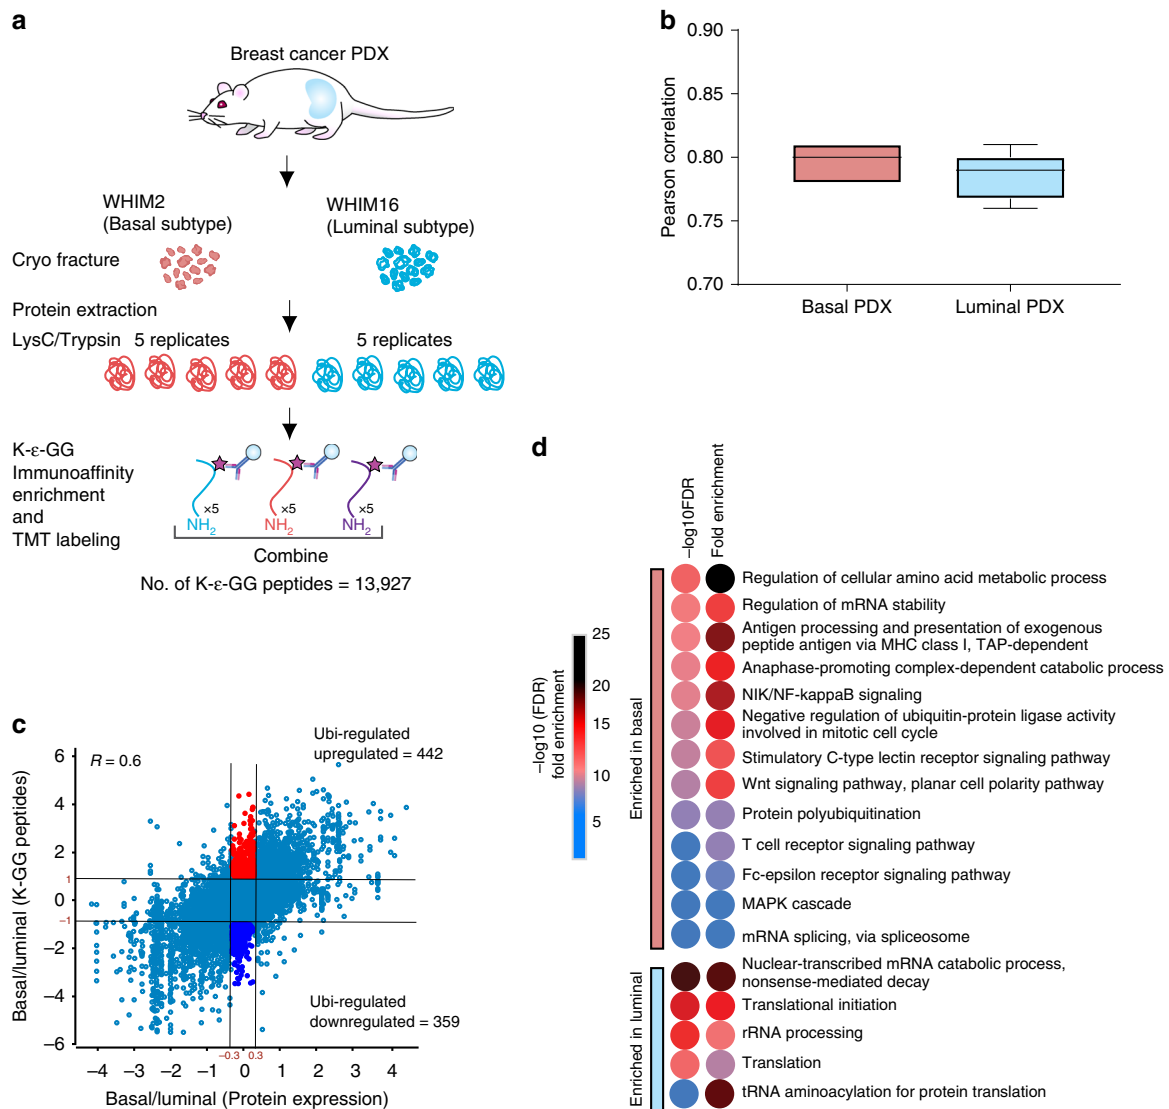 a
Breast cancer PDX
WHIM2
(Basal subtype)
WHIM16
(Luminal subtype)
Cryo fracture
Protein extraction
LysC/Trypsin
5 replicates
5 replicates
K-ε-GG
Immunoaffinity
enrichment
and
TMT labeling
×5
×5
×5
NH2
NH2
NH2
Combine
No. of K-ε-GG peptides = 13,927
b
0.90
0.85
0.80
0.75
0.70
Pearson correlation
Basal PDX
Luminal PDX
c
R = 0.6
Ubi-regulated
upregulated = 442
Ubi-regulated
downregulated = 359
6
4
2
1
0
−1
−2
−4
−6
Basal/luminal (K-GG peptides)
−0.3
0.3
−4
−3
−2
−1
0
1
2
3
4
Basal/luminal (Protein expression)
d
−log10FDR
Fold enrichment
−log10 (FDR)
fold enrichment
25
20
15
10
5
Enriched in basal
Regulation of cellular amino acid metabolic process
Regulation of mRNA stability
Antigen processing and presentation of exogenous
peptide antigen via MHC class I, TAP-dependent
Anaphase-promoting complex-dependent catabolic process
NIK/NF-kappaB signaling
Negative regulation of ubiquitin-protein ligase activity
involved in mitotic cell cycle
Stimulatory C-type lectin receptor signaling pathway
Wnt signaling pathway, planar cell polarity pathway
Protein polyubiquitination
T cell receptor signaling pathway
Fc-epsilon receptor signaling pathway
MAPK cascade
mRNA splicing, via spliceosome
Enriched in luminal
Nuclear-transcribed mRNA catabolic process,
nonsense-mediated decay
Translational initiation
rRNA processing
Translation
tRNA aminoacylation for protein translation